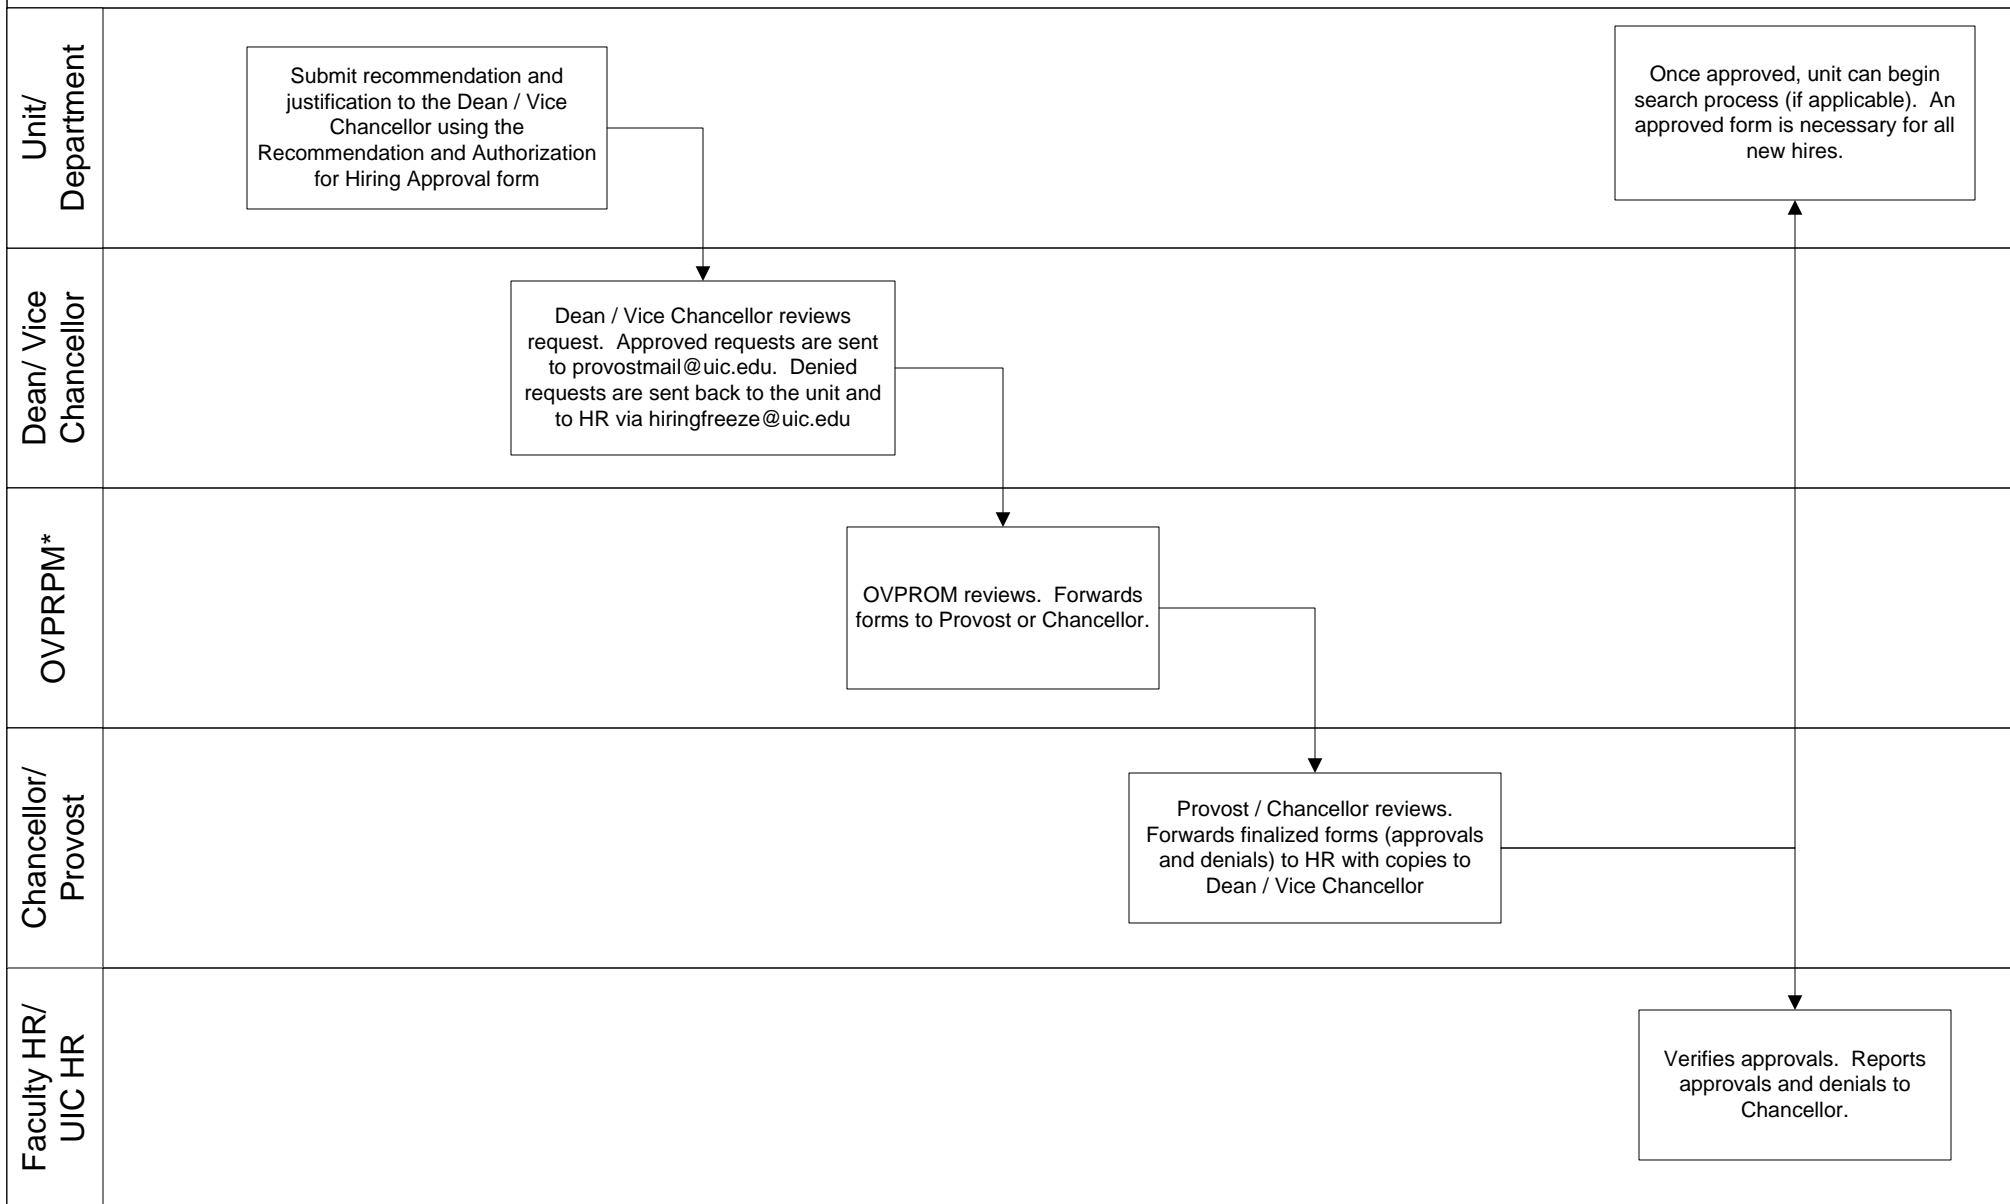 Unit/
Department
Submit recommendation and
justification to the Dean / Vice
Chancellor using the
Recommendation and Authorization
for Hiring Approval form
Once approved, unit can begin
search process (if applicable).  An
approved form is necessary for all
new hires.
Dean/ Vice
Chancellor
Dean / Vice Chancellor reviews
request.  Approved requests are sent
to provostmail@uic.edu.  Denied
requests are sent back to the unit and
to HR via hiringfreeze@uic.edu
OVPRPM*
OVPROM reviews.  Forwards
forms to Provost or Chancellor.
Chancellor/
Provost
Provost / Chancellor reviews.
Forwards finalized forms (approvals
and denials) to HR with copies to
Dean / Vice Chancellor
Faculty HR/
UIC HR
Verifies approvals.  Reports
approvals and denials to
Chancellor.